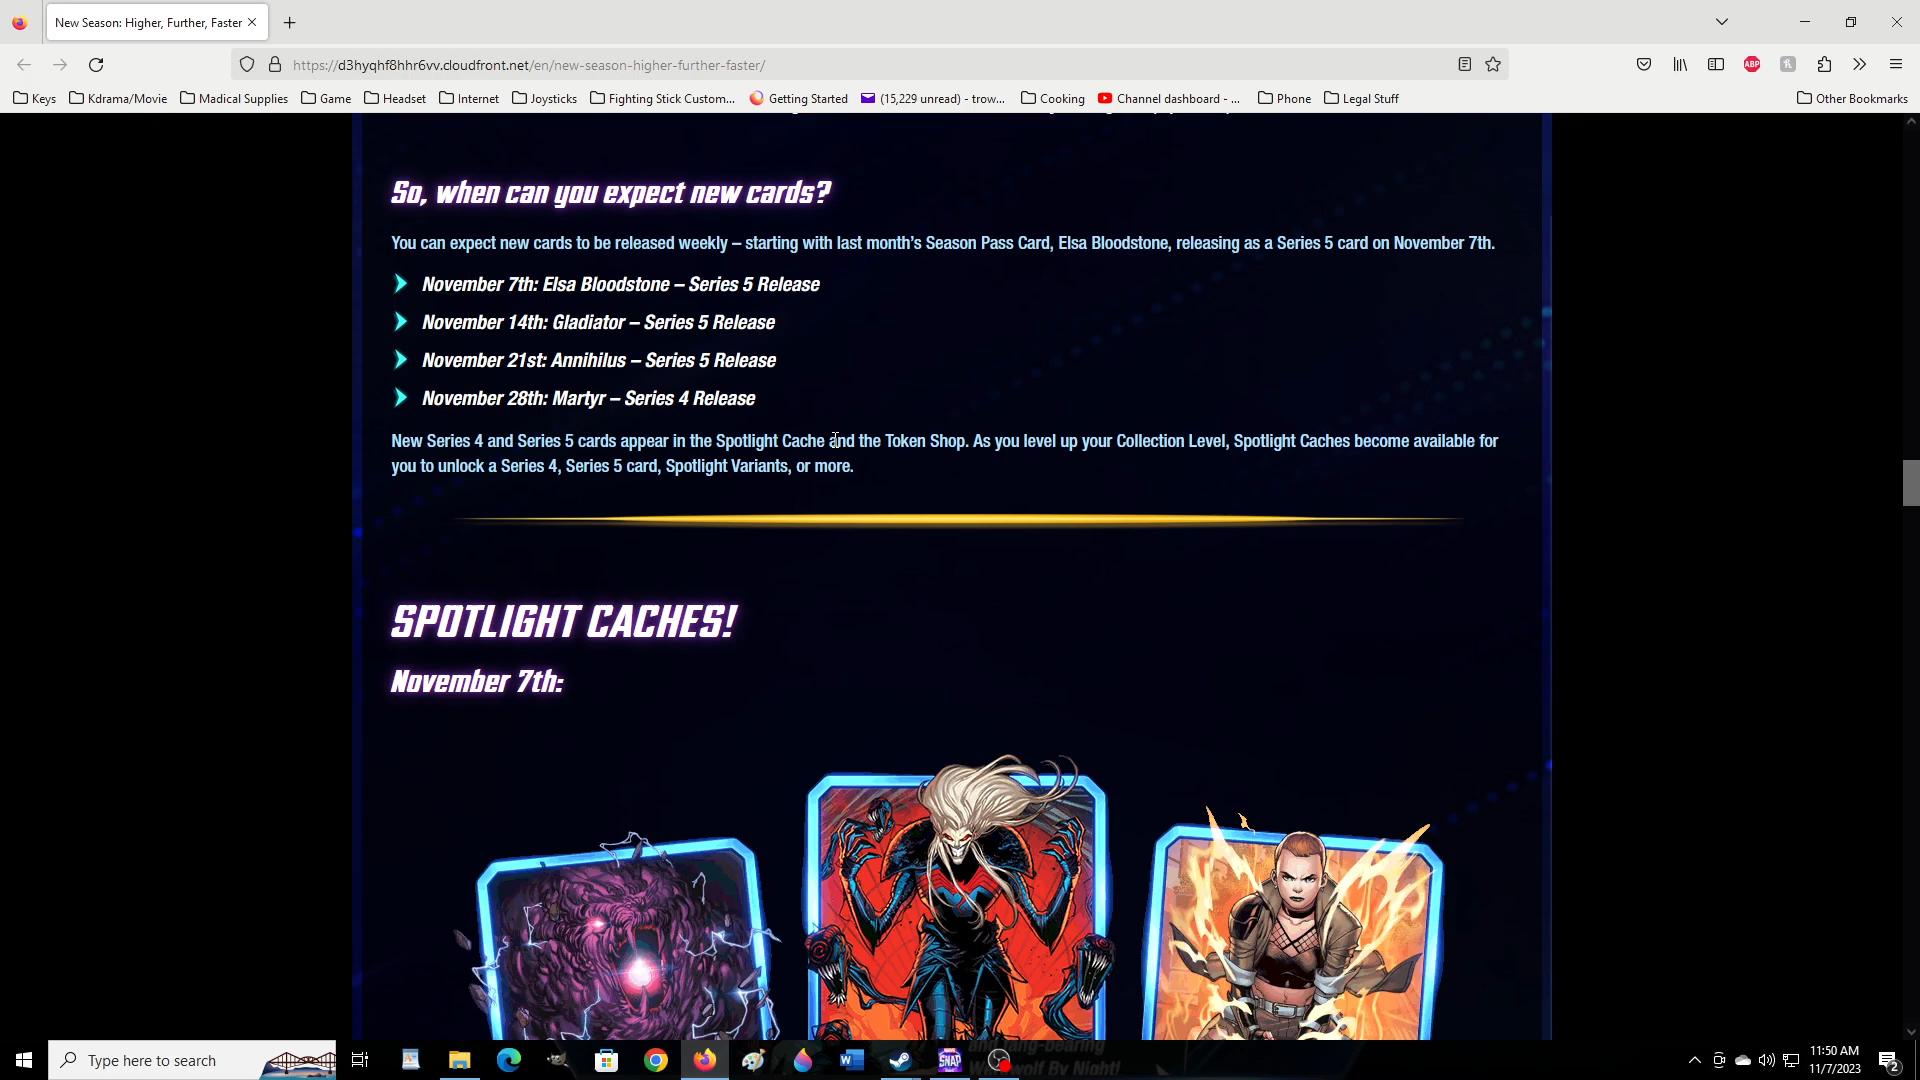 New Season: Higher, Further, Faster
https://d3hyqhf8hhr6vv.cloudfront.net/en/new-season-higher-further-faster/
ABP
Keys Kdrama/Movie Madical Supplies Game Headset Internet Joysticks Fighting Stick Custom... Getting Started (15,229 unread) - trow... Cooking Channel dashboard - ... Phone Legal Stuff Other Bookmarks
So, when can you expect new cards?
You can expect new cards to be released weekly – starting with last month's Season Pass Card, Elsa Bloodstone, releasing as a Series 5 card on November 7th.
November 7th: Elsa Bloodstone – Series 5 Release
November 14th: Gladiator – Series 5 Release
November 21st: Annihilus – Series 5 Release
November 28th: Martyr – Series 4 Release
New Series 4 and Series 5 cards appear in the Spotlight Cache and the Token Shop. As you level up your Collection Level, Spotlight Caches become available for
you to unlock a Series 4, Series 5 card, Spotlight Variants, or more.
SPOTLIGHT CACHES!
November 7th:
Type here to search
SNAP
11:50 AM
11/7/2023
2